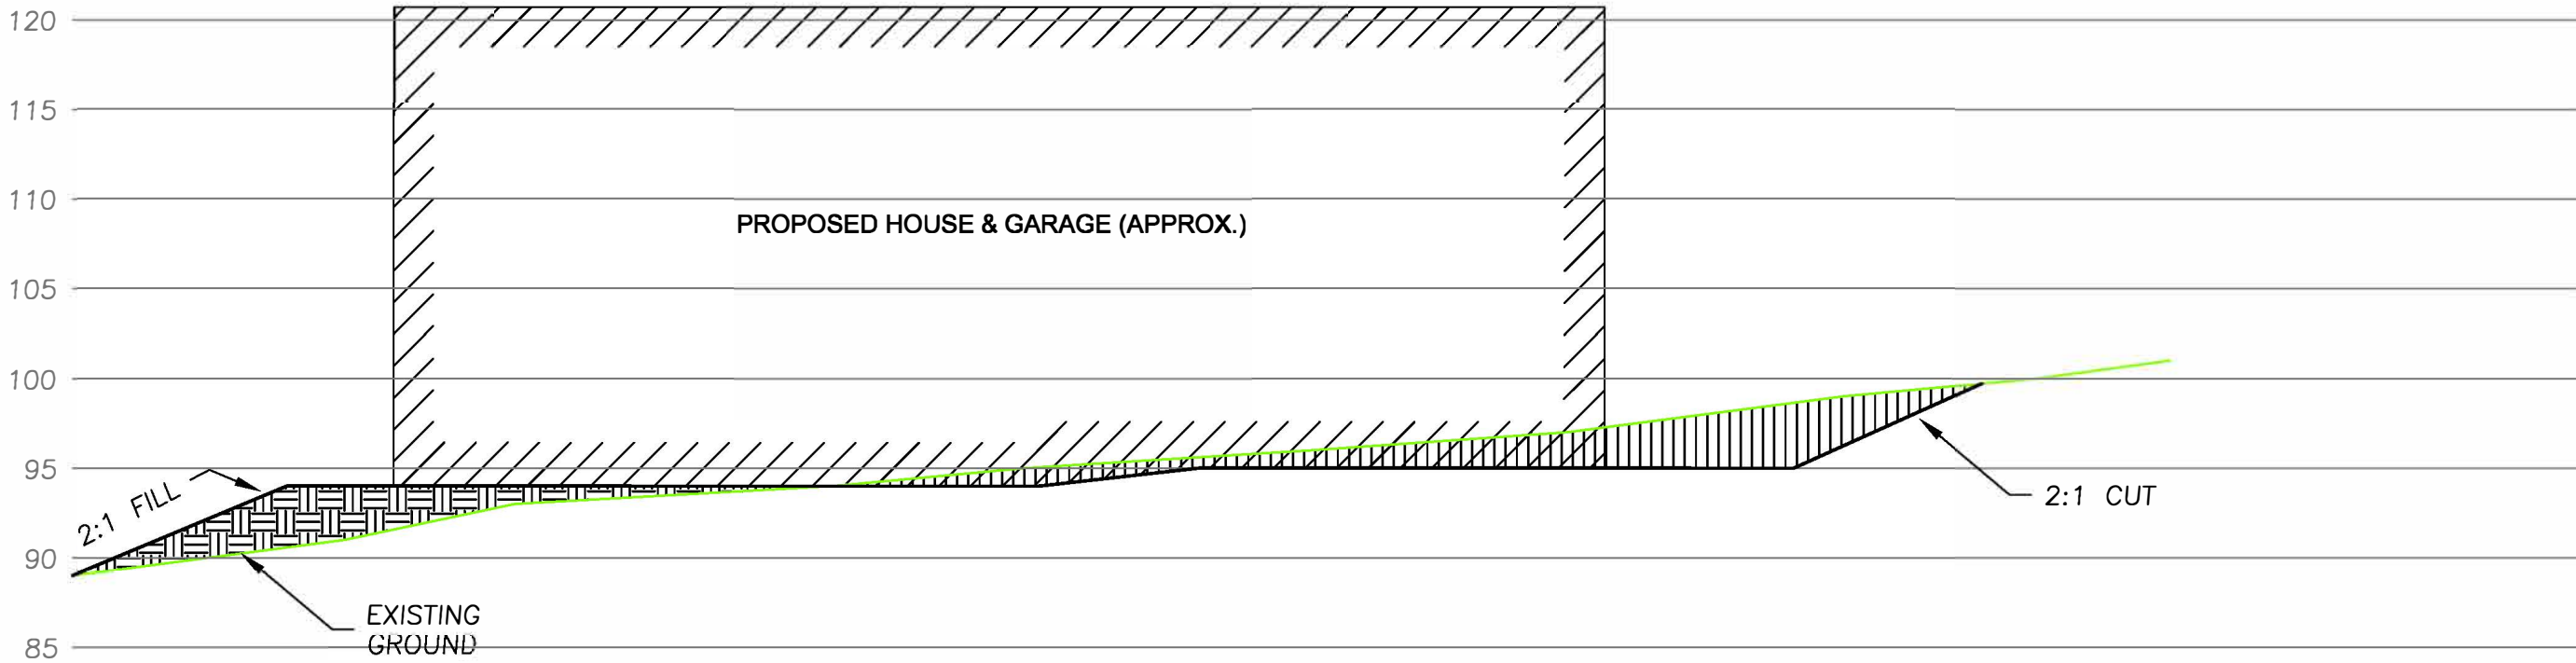 120
115
110
PROPOSED HOUSE & GARAGE (APPROX.)
105
100
95
2:1 FILL
2:1 CUT
90
EXISTING
GROUND
85